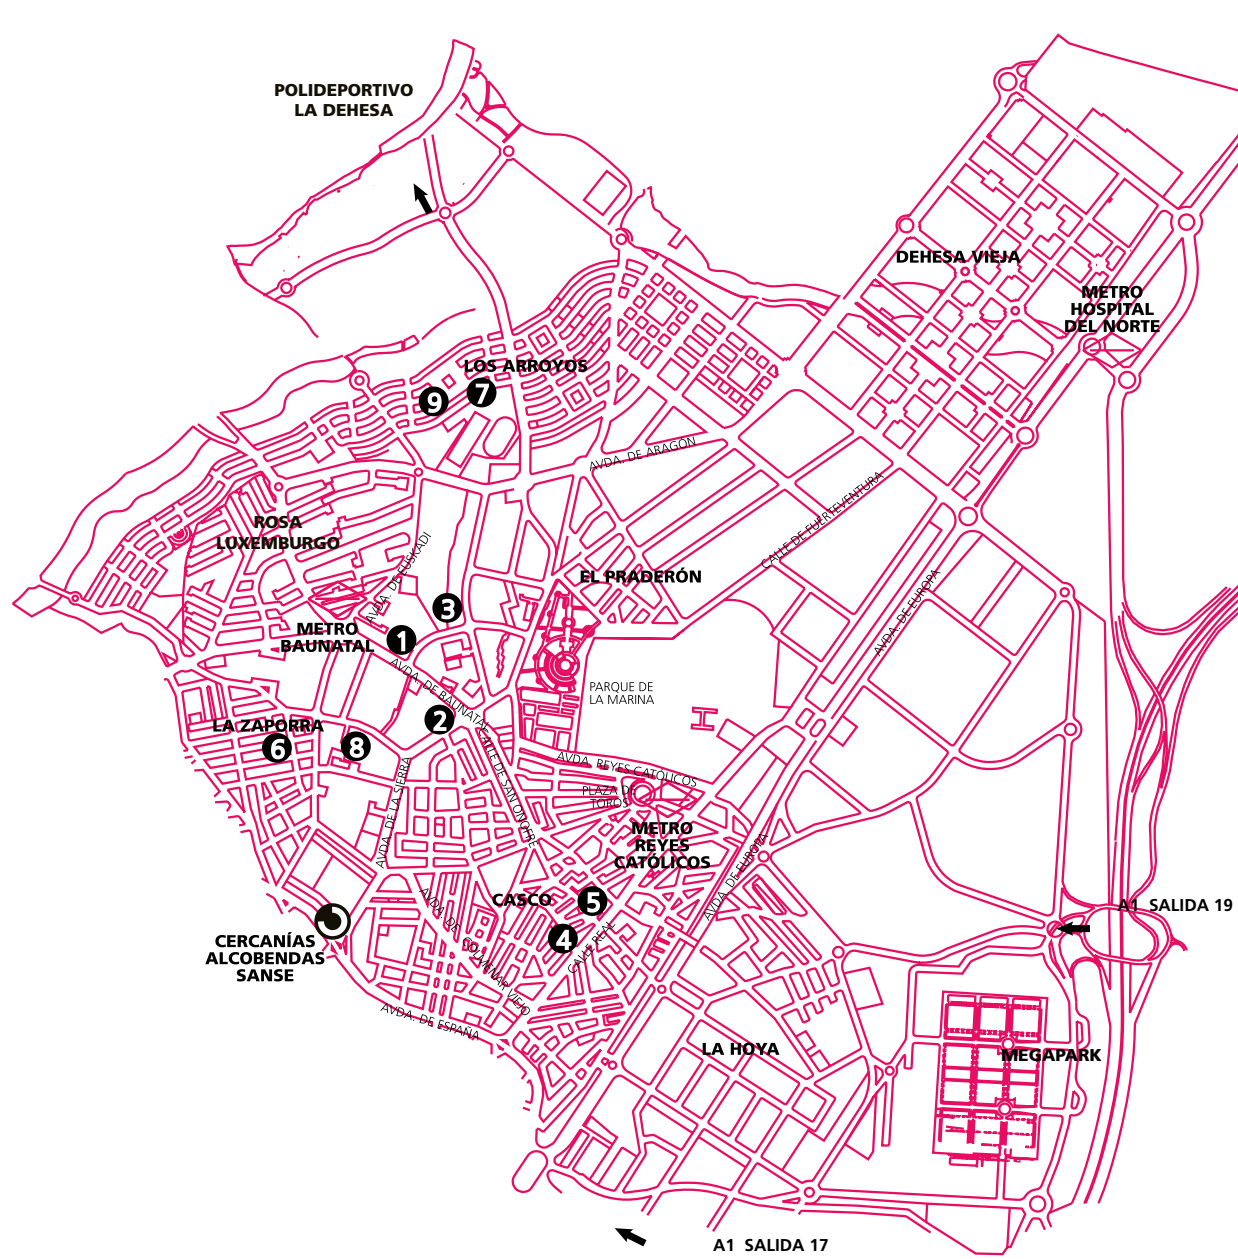 POLIDEPORTIVO
LA DEHESA
DEHESA VIEJA
METRO
HOSPITAL
DEL NORTE
LOS ARROYOS
9
7
AVDA. DE ARAGÓN
CALLE DE FUERTEVENTURA
ROSA
LUXEMBURGO
AVDA. DE EUSKADI
EL PRADERÓN
AVDA. DE EUROPA
3
1
METRO
BAUNATAL
AVDA. DE BAUNATAL
PARQUE DE
LA MARINA
2
LA ZAPORRA
6
8
CALLE DE SAN ONOFRE
AVDA. REYES CATÓLICOS
PLAZA DE
TOROS
AVDA. DE LA SIERRA
METRO
REYES
CATÓLICOS
AVDA. DE EUROPA
CASCO
5
4
CALLE REAL
AVDA. DE COLMENAR VIEJO
A1 SALIDA 19
CERCANÍAS
ALCOBENDAS
SANSE
AVDA. DE ESPAÑA
LA HOYA
MEGAPARK
A1 SALIDA 17